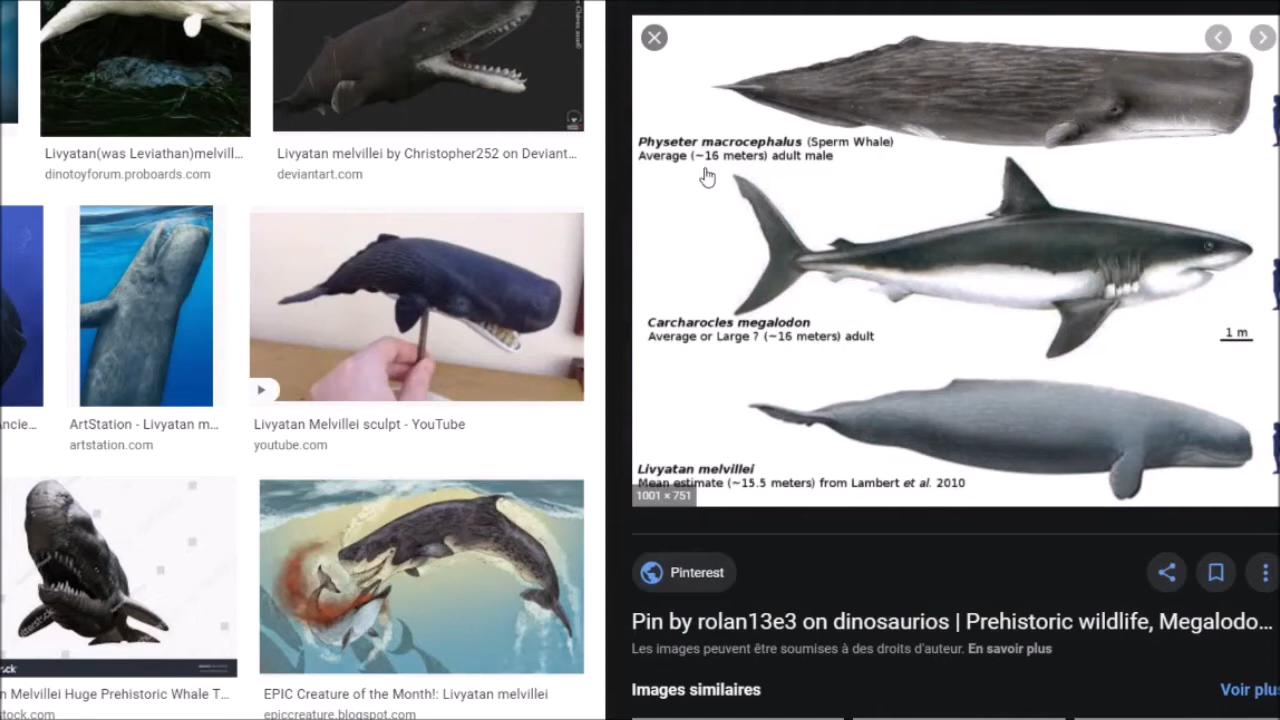 Livyatan(was Leviathan)melvill...
dinotoyforum.proboards.com
Livyatan melvillei by Christopher252 on Deviant...
deviantart.com
Ancie...
ArtStation - Livyatan m...
artstation.com
Livyatan Melvillei sculpt - YouTube
youtube.com
n Melvillei Huge Prehistoric Whale T...
tock.com
EPIC Creature of the Month!: Livyatan melvillei
epiccreature.blogspot.com
Physeter macrocephalus (Sperm Whale)
Average (~16 meters) adult male
Carcharocles megalodon
Average or Large ? (~16 meters) adult
1 m
Livyatan melvillei
Mean estimate (~15.5 meters) from Lambert et al. 2010
1001 × 751
Pinterest
Pin by rolan13e3 on dinosaurios | Prehistoric wildlife, Megalodo...
Les images peuvent être soumises à des droits d'auteur. En savoir plus
Images similaires
Voir plus